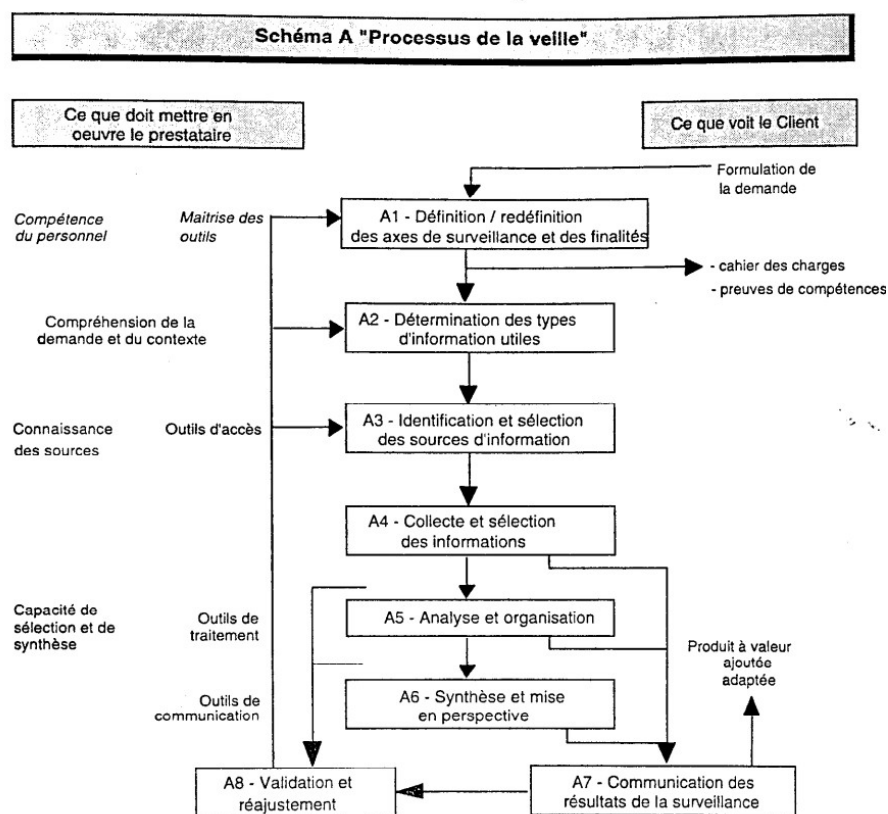 Schéma A "Processus de la veille"
Ce que doit mettre en
oeuvre le prestataire
Ce que voit le Client
Formulation de
la demande
Compétence
du personnel
Maitrise des
outils
A1 - Définition / redéfinition
des axes de surveillance et des finalités
- cahier des charges
- preuves de compétences
Compréhension de la
demande et du contexte
A2 - Détermination des types
d'information utiles
Connaissance
des sources
Outils d'accès
A3 - Identification et sélection
des sources d'information
A4 - Collecte et sélection
des informations
Capacité de
sélection et de
synthèse
Outils de
traitement
A5 - Analyse et organisation
Produit à valeur
ajoutée
adaptée
Outils de
communication
A6 - Synthèse et mise
en perspective
A8 - Validation et
réajustement
A7 - Communication des
résultats de la surveillance